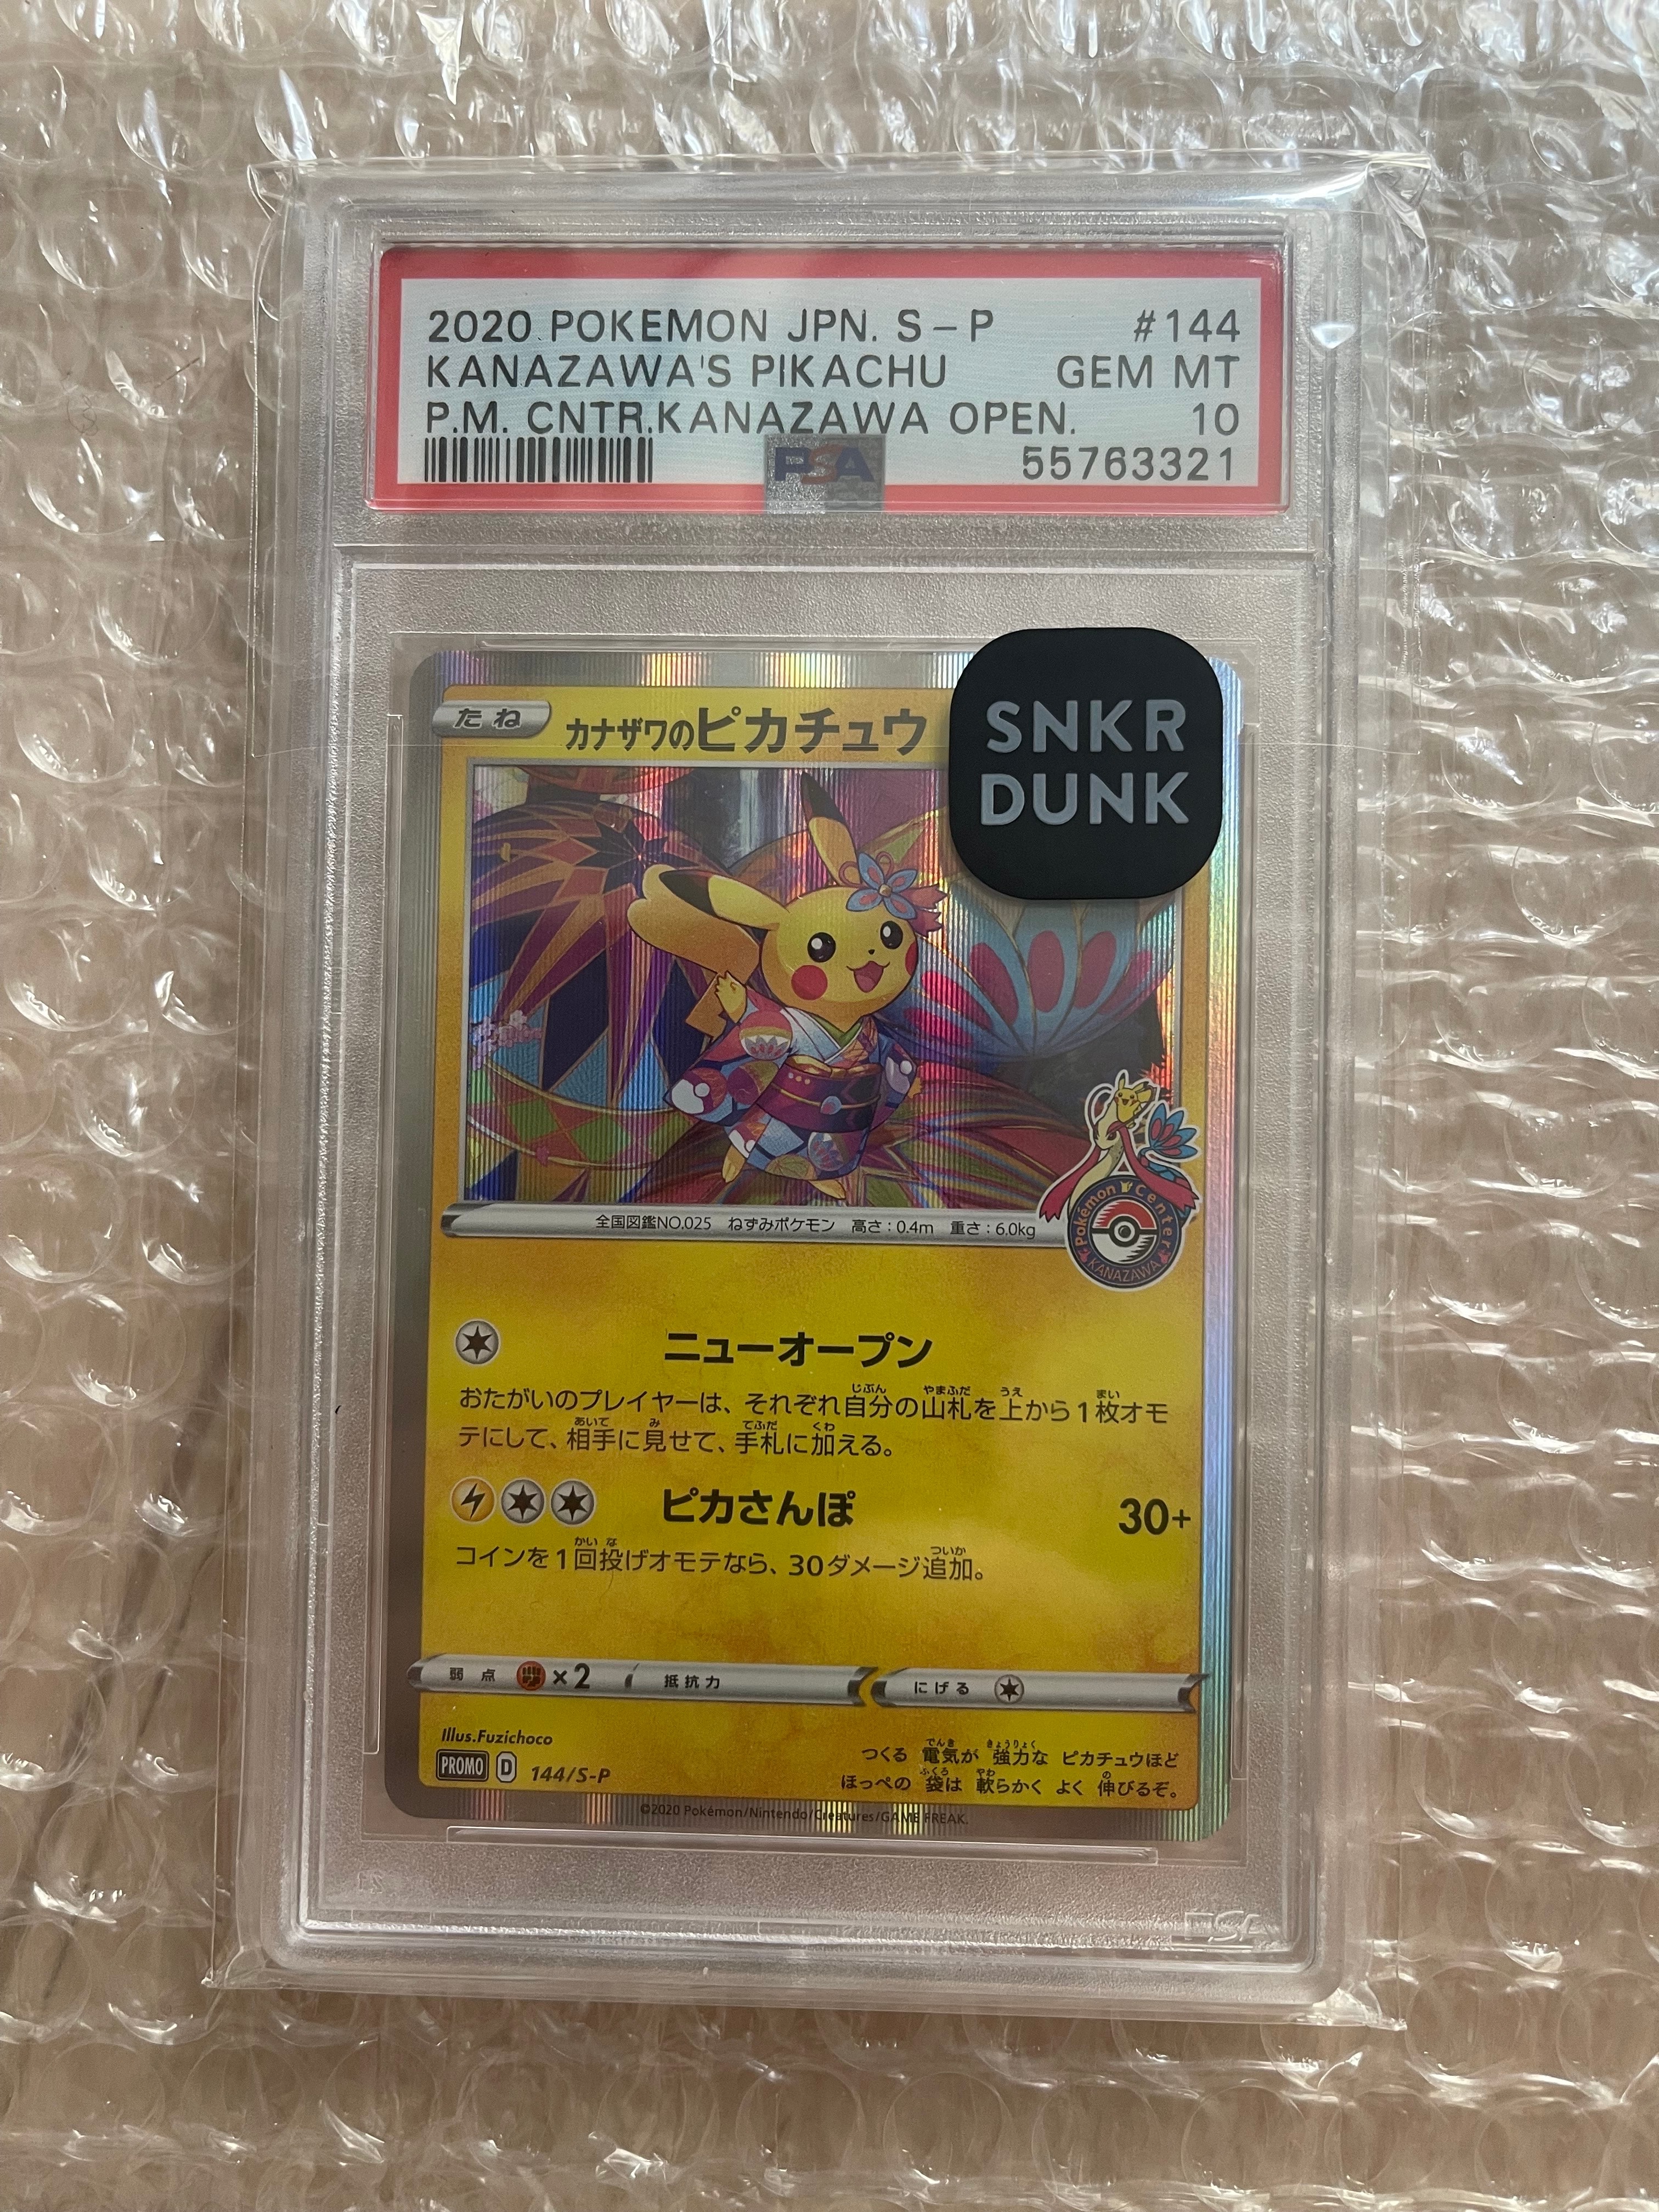 2020 POKEMON JPN. S-P #144
KANAZAWA'S PIKACHU GEM MT
P.M. CNTR.KANAZAWA OPEN. 10
PSA 55763321
SNKR
DUNK
たね カナザワのピカチュウ
全国図鑑NO.025 ねずみポケモン 高さ:0.4m 重さ:6.0kg
Pokémon Center
KANAZAWA
ニューオープン
おたがいのプレイヤーは、それぞれ自分の山札を上から1枚オモ
テにして、相手に見せて、手札に加える。
ピカさんぽ 30+
コインを1回投げオモテなら、30ダメージ追加。
弱点 ×2 抵抗力 にげる
Illus.Fuzichoco
PROMO D 144/S-P
つくる 電気が 強力な ピカチュウほど
ほっぺの 袋は 軟らかく よく 伸びるぞ。
©2020 Pokémon/Nintendo/Creatures/GAME FREAK.